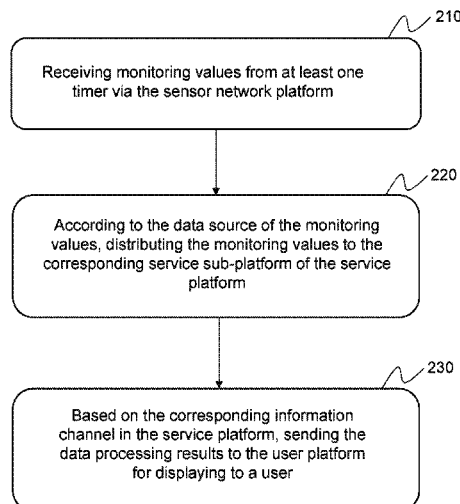 210
Receiving monitoring values from at least one
timer via the sensor network platform
220
According to the data source of the monitoring
values, distributing the monitoring values to the
corresponding service sub-platform of the service
platform
230
Based on the corresponding information
channel in the service platform, sending the
data processing results to the user platform
for displaying to a user